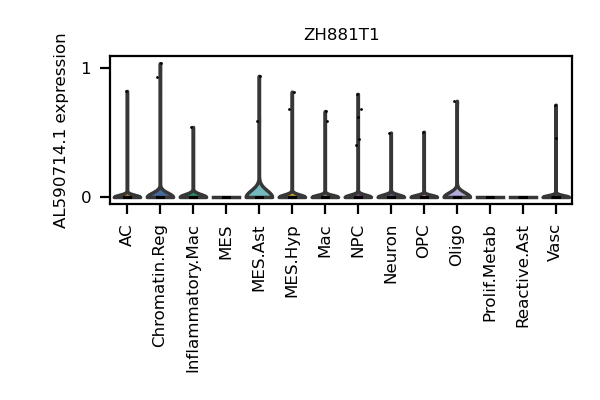 ZH881T1
AL590714.1 expression
1
0
AC
Chromatin.Reg
Inflammatory.Mac
MES
MES.Ast
MES.Hyp
Mac
NPC
Neuron
OPC
Oligo
Prolif.Metab
Reactive.Ast
Vasc